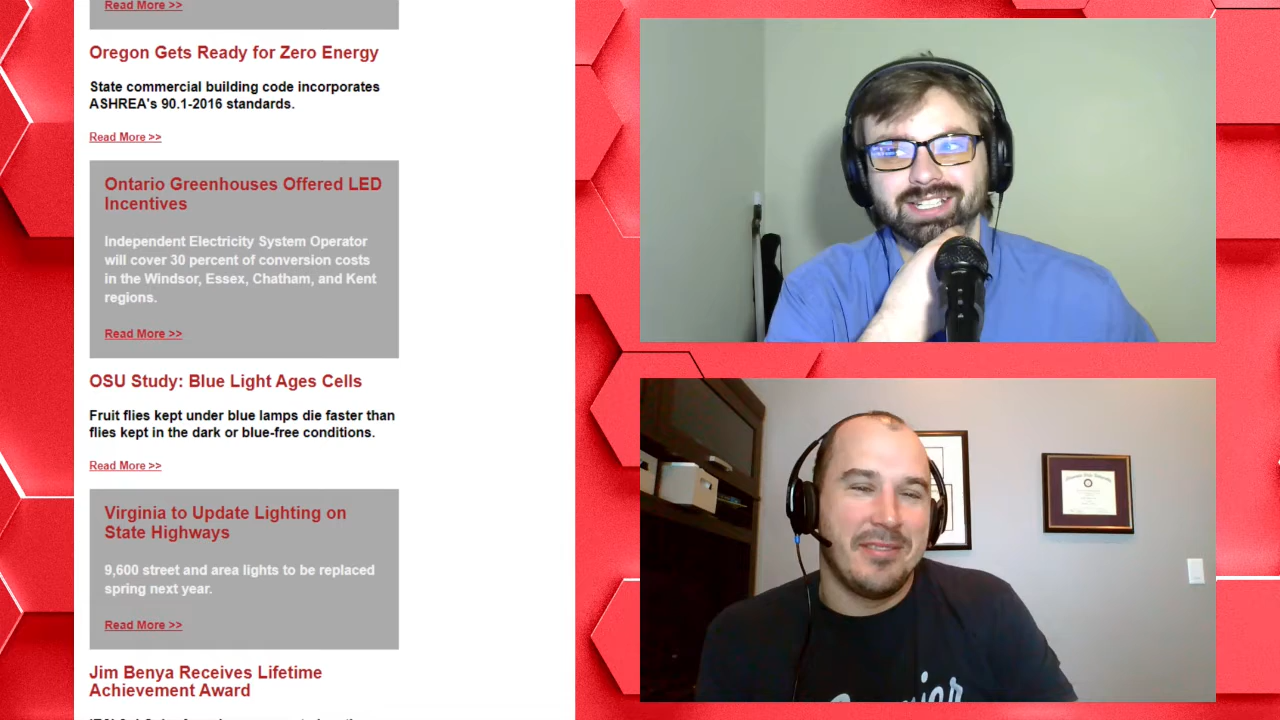 Read More >>
Oregon Gets Ready for Zero Energy
State commercial building code incorporates
ASHREA's 90.1-2016 standards.
Read More >>
Ontario Greenhouses Offered LED
Incentives
Independent Electricity System Operator
will cover 30 percent of conversion costs
in the Windsor, Essex, Chatham, and Kent
regions.
Read More >>
OSU Study: Blue Light Ages Cells
Fruit flies kept under blue lamps die faster than
flies kept in the dark or blue-free conditions.
Read More >>
Virginia to Update Lighting on
State Highways
9,600 street and area lights to be replaced
spring next year.
Read More >>
Jim Benya Receives Lifetime
Achievement Award